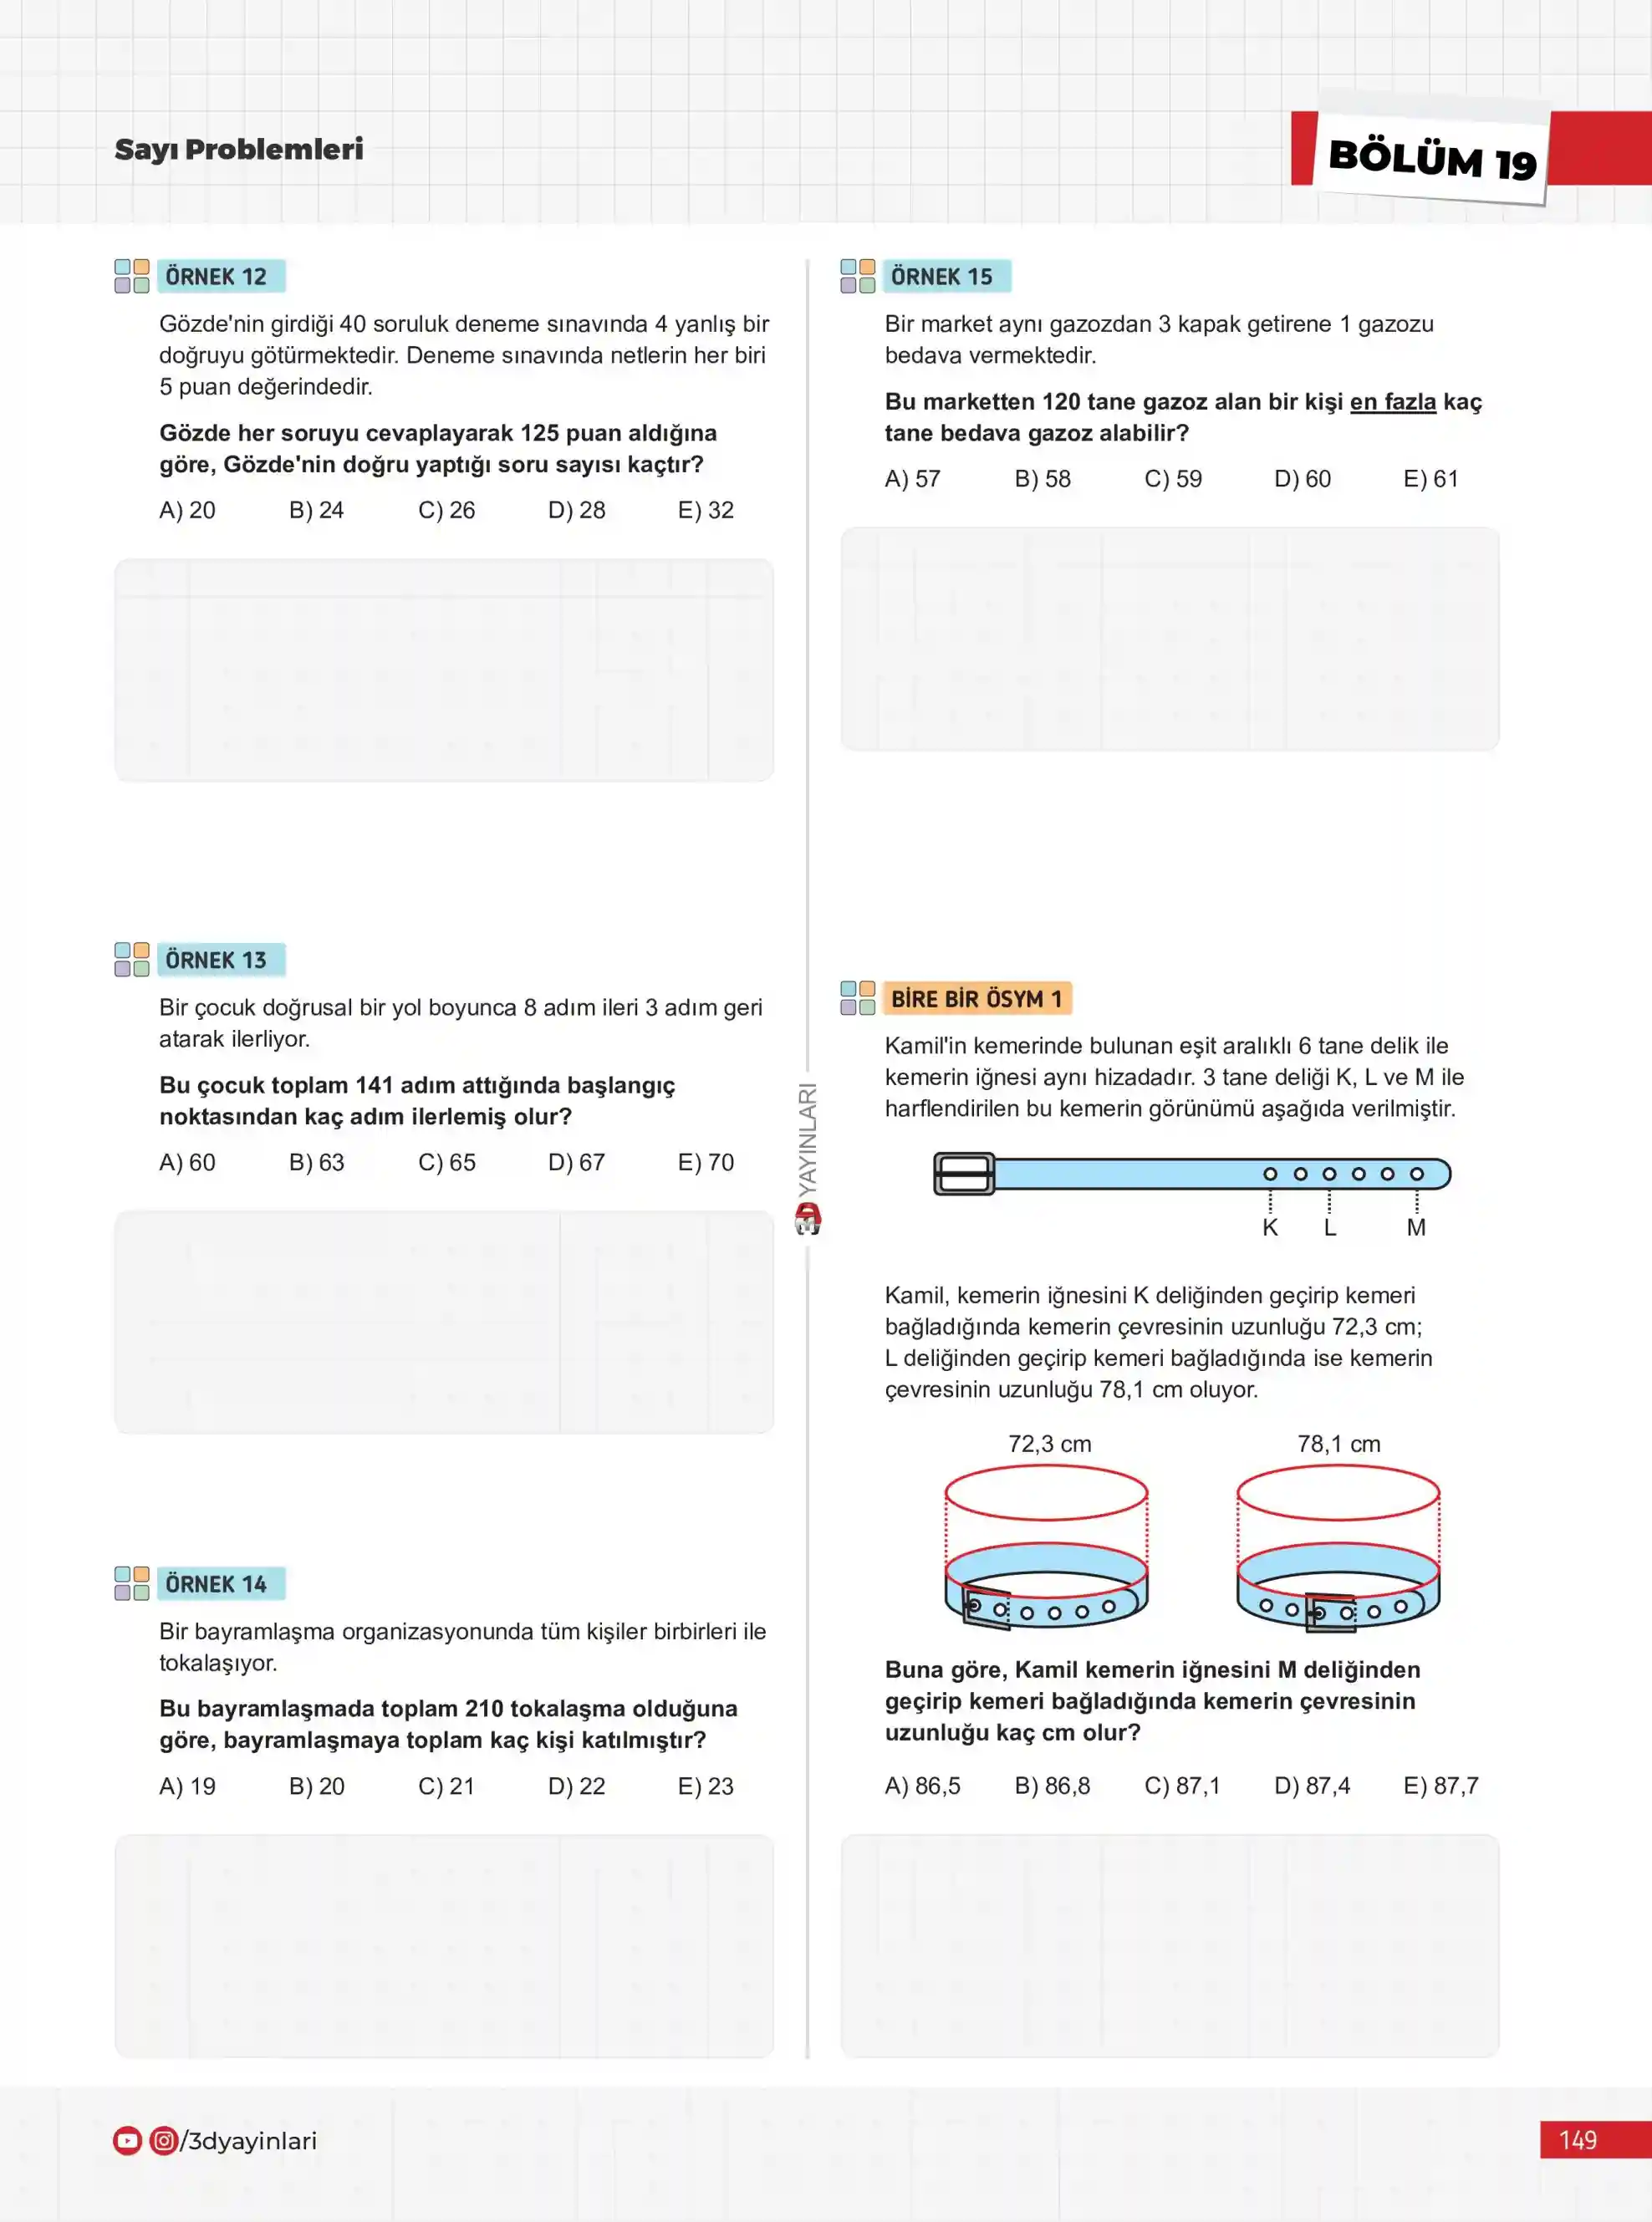 Sayı Problemleri
BÖLÜM 19
ÖRNEK 12
Gözde'nin girdiği 40 soruluk deneme sınavında 4 yanlış bir
doğruyu götürmektedir. Deneme sınavında netlerin her biri
5 puan değerindedir.
Gözde her soruyu cevaplayarak 125 puan aldığına
göre, Gözde'nin doğru yaptığı soru sayısı kaçtır?
A) 20 B) 24 C) 26 D) 28 E) 32
ÖRNEK 13
Bir çocuk doğrusal bir yol boyunca 8 adım ileri 3 adım geri
atarak ilerliyor.
Bu çocuk toplam 141 adım attığında başlangıç
noktasından kaç adım ilerlemiş olur?
A) 60 B) 63 C) 65 D) 67 E) 70
ÖRNEK 14
Bir bayramlaşma organizasyonunda tüm kişiler birbirleri ile
tokalaşıyor.
Bu bayramlaşmada toplam 210 tokalaşma olduğuna
göre, bayramlaşmaya toplam kaç kişi katılmıştır?
A) 19 B) 20 C) 21 D) 22 E) 23
YAYINLARI
ÖRNEK 15
Bir market aynı gazozdan 3 kapak getirene 1 gazozu
bedava vermektedir.
Bu marketten 120 tane gazoz alan bir kişi en fazla kaç
tane bedava gazoz alabilir?
A) 57 B) 58 C) 59 D) 60 E) 61
BİRE BİR ÖSYM 1
Kamil'in kemerinde bulunan eşit aralıklı 6 tane delik ile
kemerin iğnesi aynı hizadadır. 3 tane deliği K, L ve M ile
harflendirilen bu kemerin görünümü aşağıda verilmiştir.
K L M
Kamil, kemerin iğnesini K deliğinden geçirip kemeri
bağladığında kemerin çevresinin uzunluğu 72,3 cm;
L deliğinden geçirip kemeri bağladığında ise kemerin
çevresinin uzunluğu 78,1 cm oluyor.
72,3 cm 78,1 cm
Buna göre, Kamil kemerin iğnesini M deliğinden
geçirip kemeri bağladığında kemerin çevresinin
uzunluğu kaç cm olur?
A) 86,5 B) 86,8 C) 87,1 D) 87,4 E) 87,7
/3dyayinlari
149